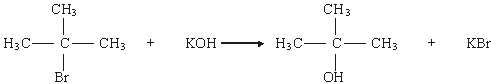 CH₃ CH₃
H₃C — C — CH₃ + KOH ⟶ H₃C — C — CH₃ + KBr
Br OH